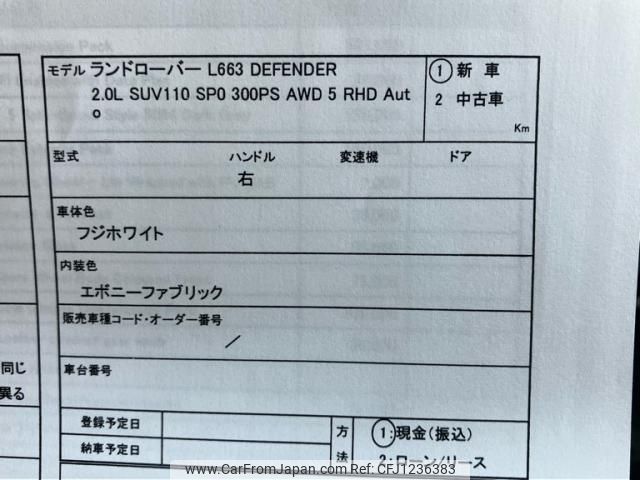 モデル ランドローバー L663 DEFENDER
2.0L SUV110 SP0 300PS AWD 5 RHD Aut
o
1 新 車
2 中古車
Km
型式 ハンドル 変速機 ドア
右
車体色
フジホワイト
内装色
エボニーファブリック
販売車種コード・オーダー番号
／
車台番号
同じ
異る
登録予定日
納車予定日
方
法
1:現金(振込)
2:ローン/リース
www.CarFromJapan.com Ref: CFJ1236383